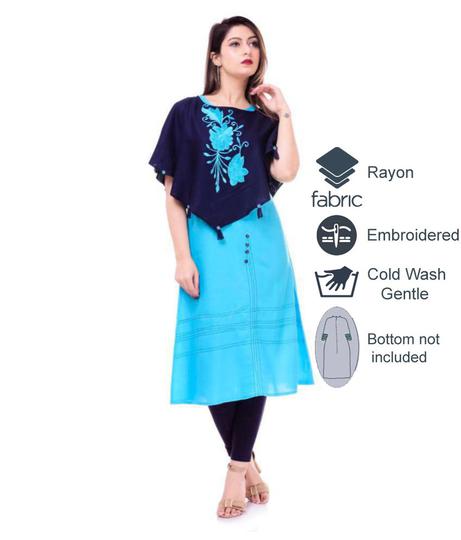 Rayon
fabric
Embroidered
Cold Wash
Gentle
Bottom not
included